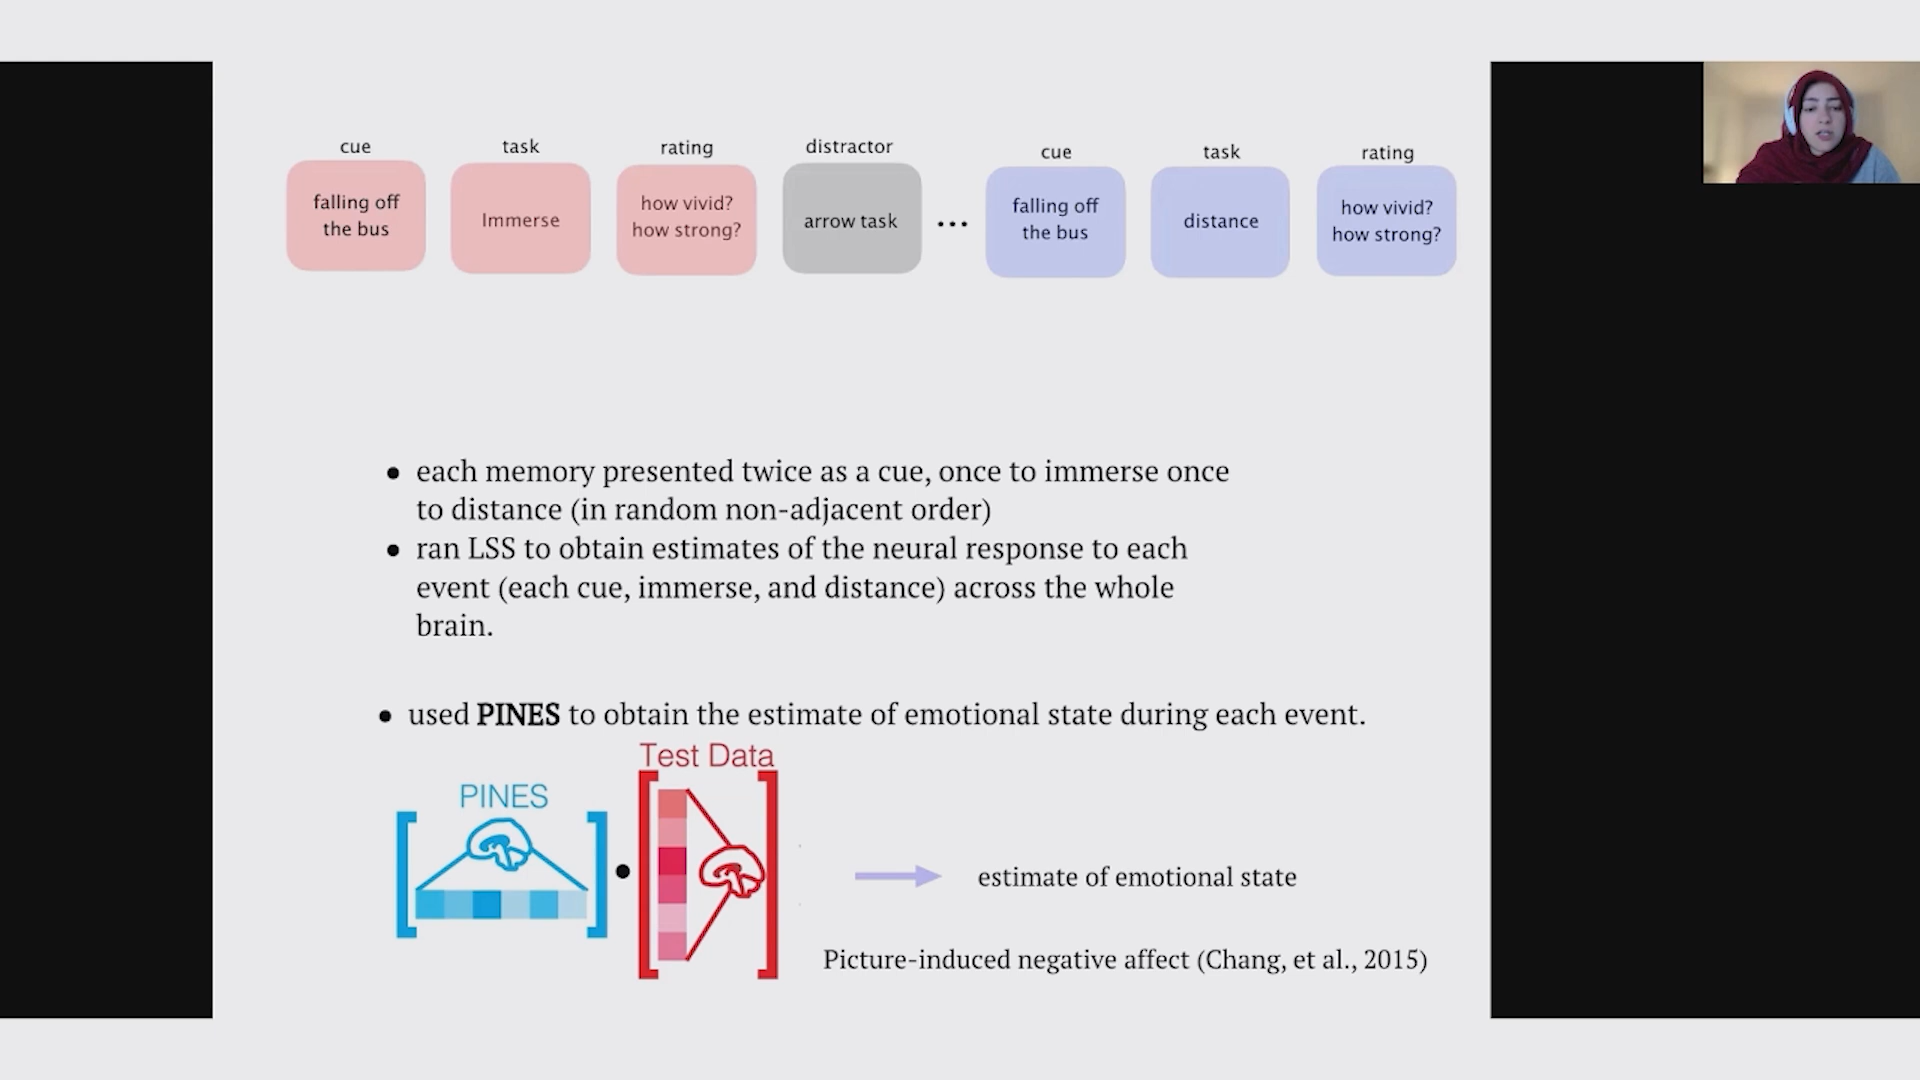 cue
task
rating
distractor
cue
task
rating
falling off
the bus
Immerse
how vivid?
how strong?
arrow task
...
falling off
the bus
distance
how vivid?
how strong?
• each memory presented twice as a cue, once to immerse once
to distance (in random non-adjacent order)
• ran LSS to obtain estimates of the neural response to each
event (each cue, immerse, and distance) across the whole
brain.
• used PINES to obtain the estimate of emotional state during each event.
Test Data
PINES
estimate of emotional state
Picture-induced negative affect (Chang, et al., 2015)